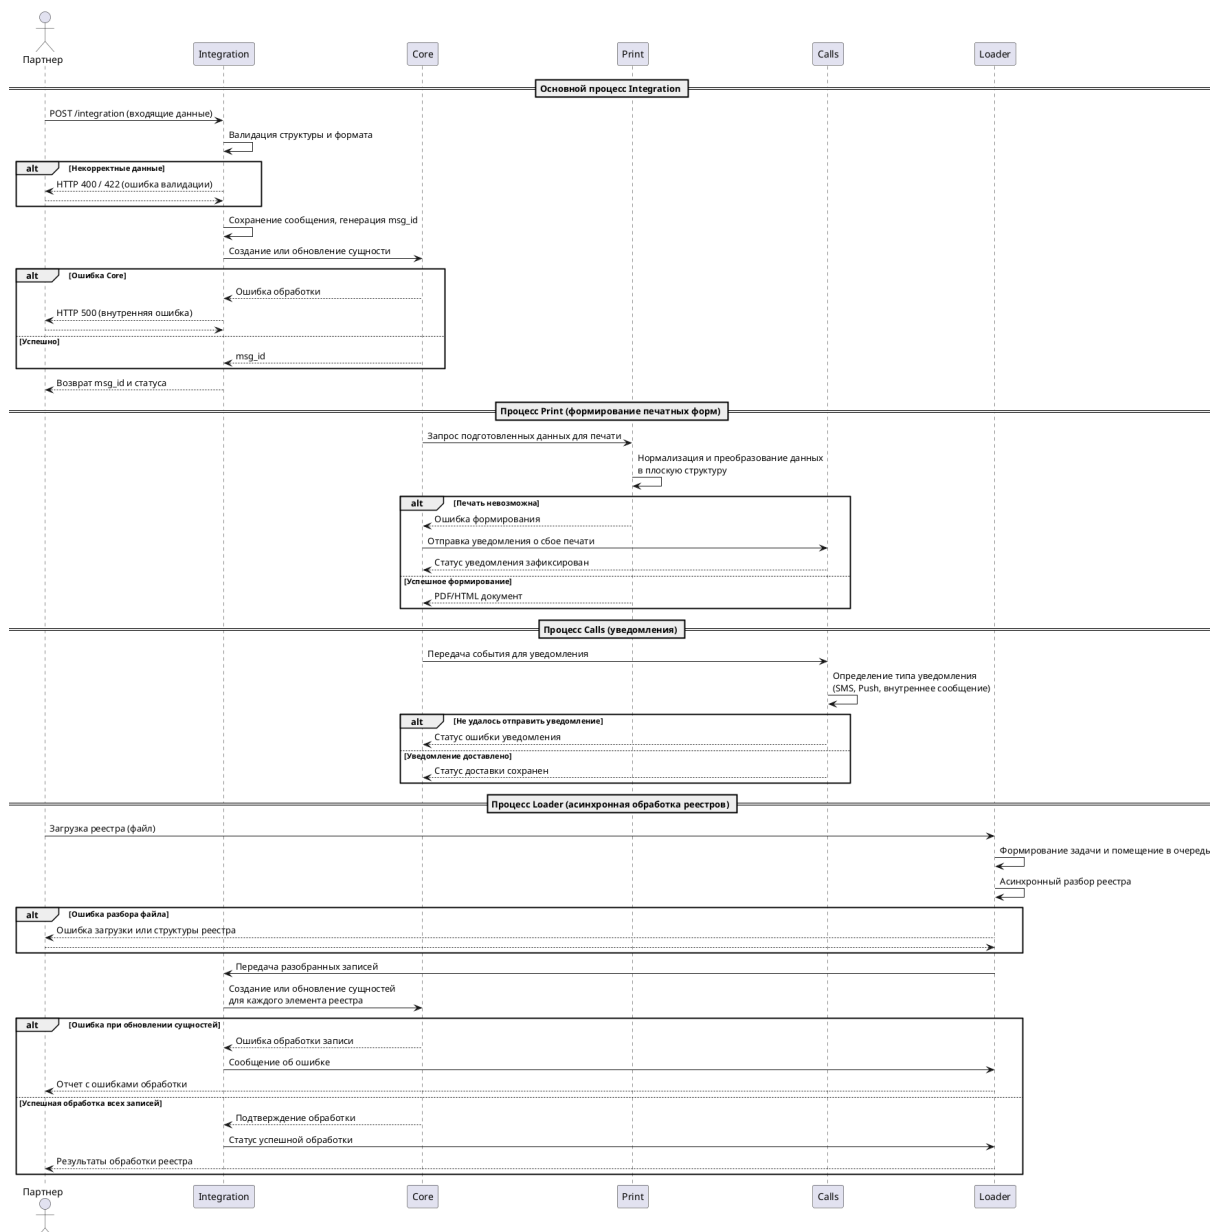 Партнер
Integration
Core
Print
Calls
Loader
Основной процесс Integration
POST /integration (входящие данные)
Валидация структуры и формата
alt [Некорректные данные]
HTTP 400 / 422 (ошибка валидации)
Сохранение сообщения, генерация msg_id
Создание или обновление сущности
alt [Ошибка Core]
Ошибка обработки
HTTP 500 (внутренняя ошибка)
[Успешно]
msg_id
Возврат msg_id и статуса
Процесс Print (формирование печатных форм)
Запрос подготовленных данных для печати
Нормализация и преобразование данных
в плоскую структуру
alt [Печать невозможна]
Ошибка формирования
Отправка уведомления о сбое печати
Статус уведомления зафиксирован
[Успешное формирование]
PDF/HTML документ
Процесс Calls (уведомления)
Передача события для уведомления
Определение типа уведомления
(SMS, Push, внутреннее сообщение)
alt [Не удалось отправить уведомление]
Статус ошибки уведомления
[Уведомление доставлено]
Статус доставки сохранен
Процесс Loader (асинхронная обработка реестров)
Загрузка реестра (файл)
Формирование задачи и помещение в очередь
Асинхронный разбор реестра
alt [Ошибка разбора файла]
Ошибка загрузки или структуры реестра
Передача разобранных записей
Создание или обновление сущностей
для каждого элемента реестра
alt [Ошибка при обновлении сущностей]
Ошибка обработки записи
Сообщение об ошибке
Отчет с ошибками обработки
[Успешная обработка всех записей]
Подтверждение обработки
Статус успешной обработки
Результаты обработки реестра
Партнер
Integration
Core
Print
Calls
Loader